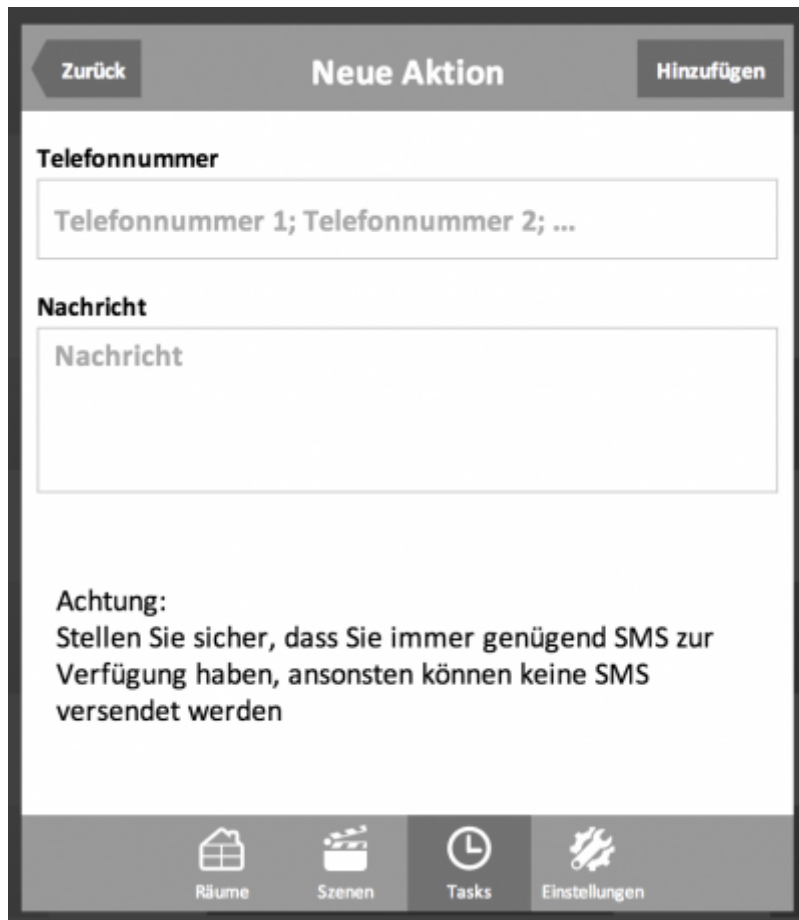 Zurück
Neue Aktion
Hinzufügen
Telefonnummer
Telefonnummer 1; Telefonnummer 2; ...
Nachricht
Nachricht
Achtung:
Stellen Sie sicher, dass Sie immer genügend SMS zur
Verfügung haben, ansonsten können keine SMS
versendet werden
Räume
Szenen
Tasks
Einstellungen